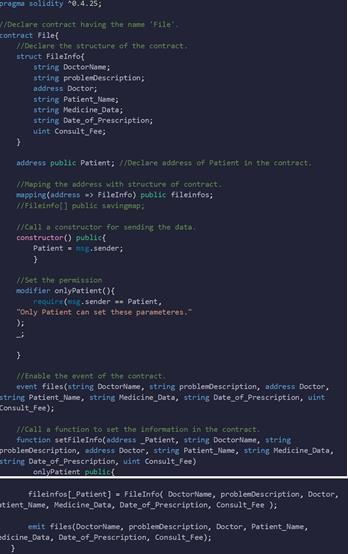 pragma solidity ^0.4.25;
//Declare contract having the name 'File'.
contract File{
//Declare the structure of the contract.
struct FileInfo{
string DoctorName;
string problemDescription;
address Doctor;
string Patient_Name;
string Medicine_Data;
string Date_of_Prescription;
uint Consult_Fee;
}
address public Patient; //Declare address of Patient in the contract.
//Maping the address with structure of contract.
mapping(address => FileInfo) public fileinfos;
//Fileinfo[] public savingmap;
//Call a constructor for sending the data.
constructor() public{
Patient = msg.sender;
}
//Set the permission
modifier onlyPatient(){
require(msg.sender == Patient,
"Only Patient can set these parameteres."
);
_;
}
//Enable the event of the contract.
event files(string DoctorName, string problemDescription, address Doctor,
string Patient_Name, string Medicine_Data, string Date_of_Prescription, uint
Consult_Fee);
//Call a function to set the information in the contract.
function setFileInfo(address _Patient, string DoctorName, string
problemDescription, address Doctor, string Patient_Name, string Medicine_Data,
string Date_of_Prescription, uint Consult_Fee)
onlyPatient public{
fileinfos[_Patient] = FileInfo( DoctorName, problemDescription, Doctor,
atient_Name, Medicine_Data, Date_of_Prescription, Consult_Fee );
emit files(DoctorName, problemDescription, Doctor, Patient_Name,
edicine_Data, Date_of_Prescription, Consult_Fee);
}